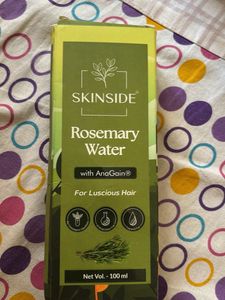 SKINSIDE®
Rosemary
Water
with AnaGain®
For Luscious Hair
Net Vol. - 100 ml